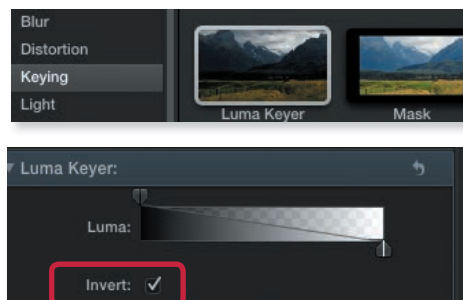 Blur
Distortion
Keying
Light
Luma Keyer
Mask
Luma Keyer:
Luma:
Invert: